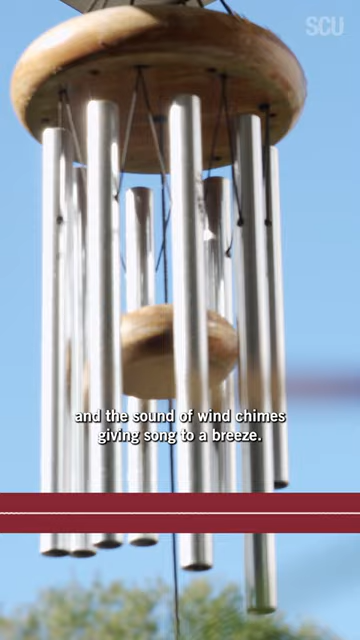 SCU
and the sound of wind chimes
giving song to a breeze.